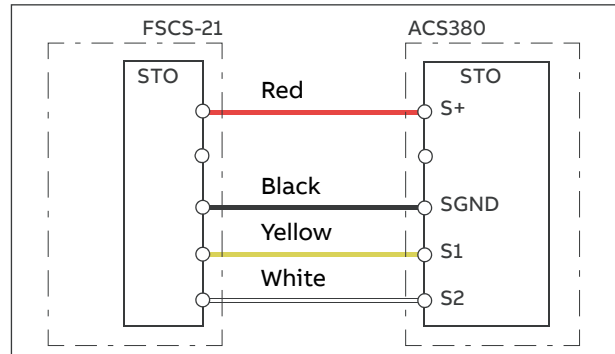 FSCS-21
ACS380
STO
STO
Red
S+
Black
SGND
Yellow
S1
White
S2